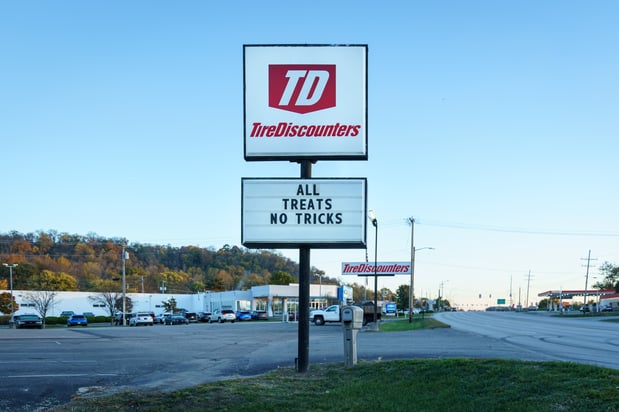 TD
TireDiscounters
ALL
TREATS
NO TRICKS
TireDiscounters